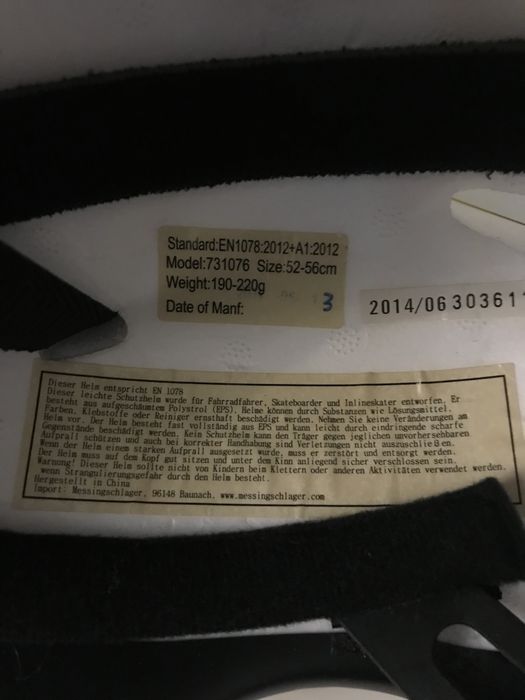 Standard:EN1078:2012+A1:2012
Model:731076 Size:52-56cm
Weight:190-220g
Date of Manf: 3
2014/06 30361
Dieser Helm entspricht EN 1078
Dieser leichte Schutzhelm wurde für Fahrradfahrer, Skateboarder und Inlineskater entworfen. Er
besteht aus aufgeschäumtem Polystrol (EPS). Helme können durch Substanzen wie Lösungsmittel,
Farben, Klebstoffe oder Reiniger ernsthaft beschädigt werden. Nehmen Sie keine Veränderungen am
Helm vor. Der Helm besteht fast vollständig aus EPS und kann leicht durch eindringende scharfe
Gegenstände beschädigt werden. Kein Schutzhelm kann den Träger gegen jeglichen unvorhersehbaren
Aufprall schützen und auch bei korrekter Handhabung sind Verletzungen nicht auszuschließen.
Wenn der Helm einem starken Aufprall ausgesetzt wurde, muss er zerstört und entsorgt werden.
Der Helm muss auf dem Kopf gut sitzen und unter dem Kinn anliegend sicher verschlossen sein.
Warnung! Dieser Helm sollte nicht von Kindern beim Klettern oder anderen Aktivitäten verwendet werden,
wenn Strangulierungsgefahr durch den Helm besteht.
Hergestellt in China
Import: Messingschlager, 96148 Baunach, www.messingschlager.com